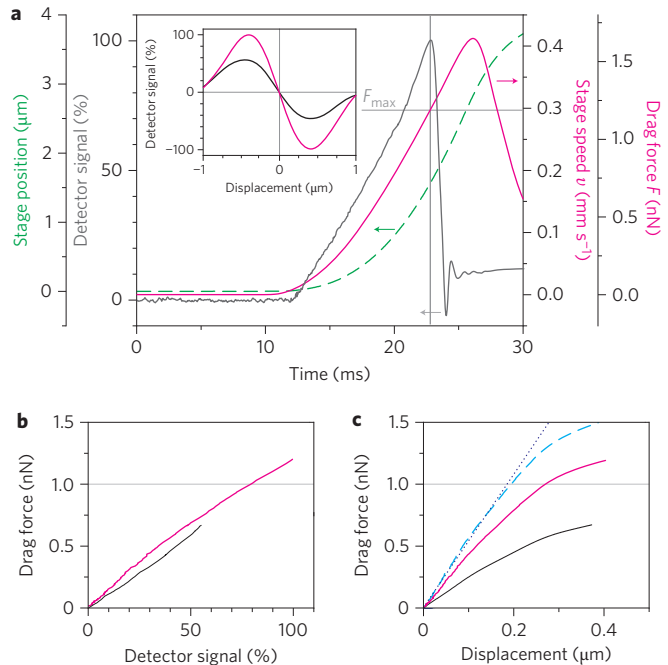 a
Stage position (μm)
4
3
2
1
0
Detector signal (%)
100
50
0
Detector signal (%)
100
50
0
–50
–100
–1
0
1
Displacement (μm)
Fmax
0
10
20
30
Time (ms)
0.4
0.3
0.2
0.1
0.0
Stage speed υ (mm s⁻¹)
1.5
1.0
0.5
0.0
Drag force F (nN)
b
Drag force (nN)
1.5
1.0
0.5
0
0
50
100
Detector signal (%)
c
Drag force (nN)
1.5
1.0
0.5
0
0
0.2
0.4
Displacement (μm)